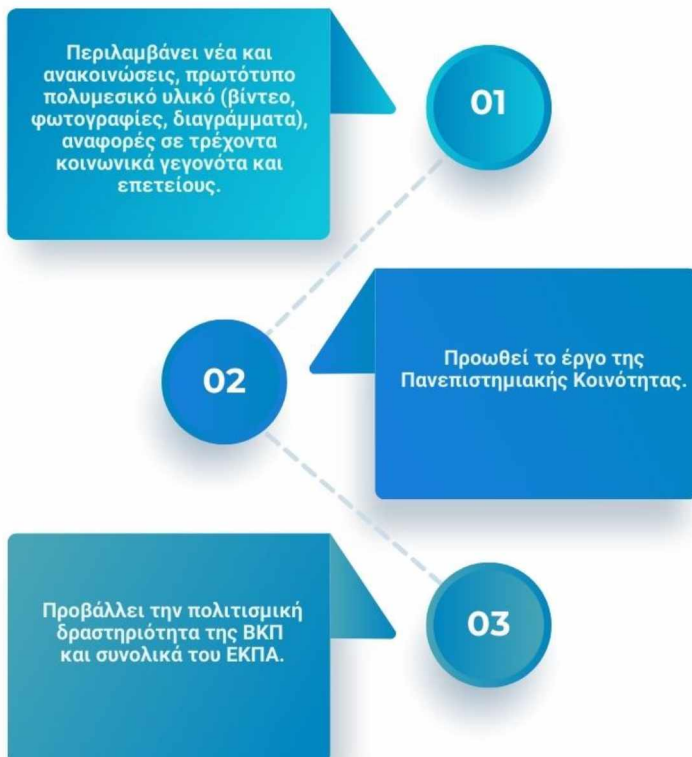 Περιλαμβάνει νέα και
ανακοινώσεις, πρωτότυπο
πολυμεσικό υλικό (βίντεο,
φωτογραφίες, διαγράμματα),
αναφορές σε τρέχοντα
κοινωνικά γεγονότα και
επετείους.
01
02
Προωθεί το έργο της
Πανεπιστημιακής Κοινότητας.
Προβάλλει την πολιτισμική
δραστηριότητα της ΒΚΠ
και συνολικά του ΕΚΠΑ.
03